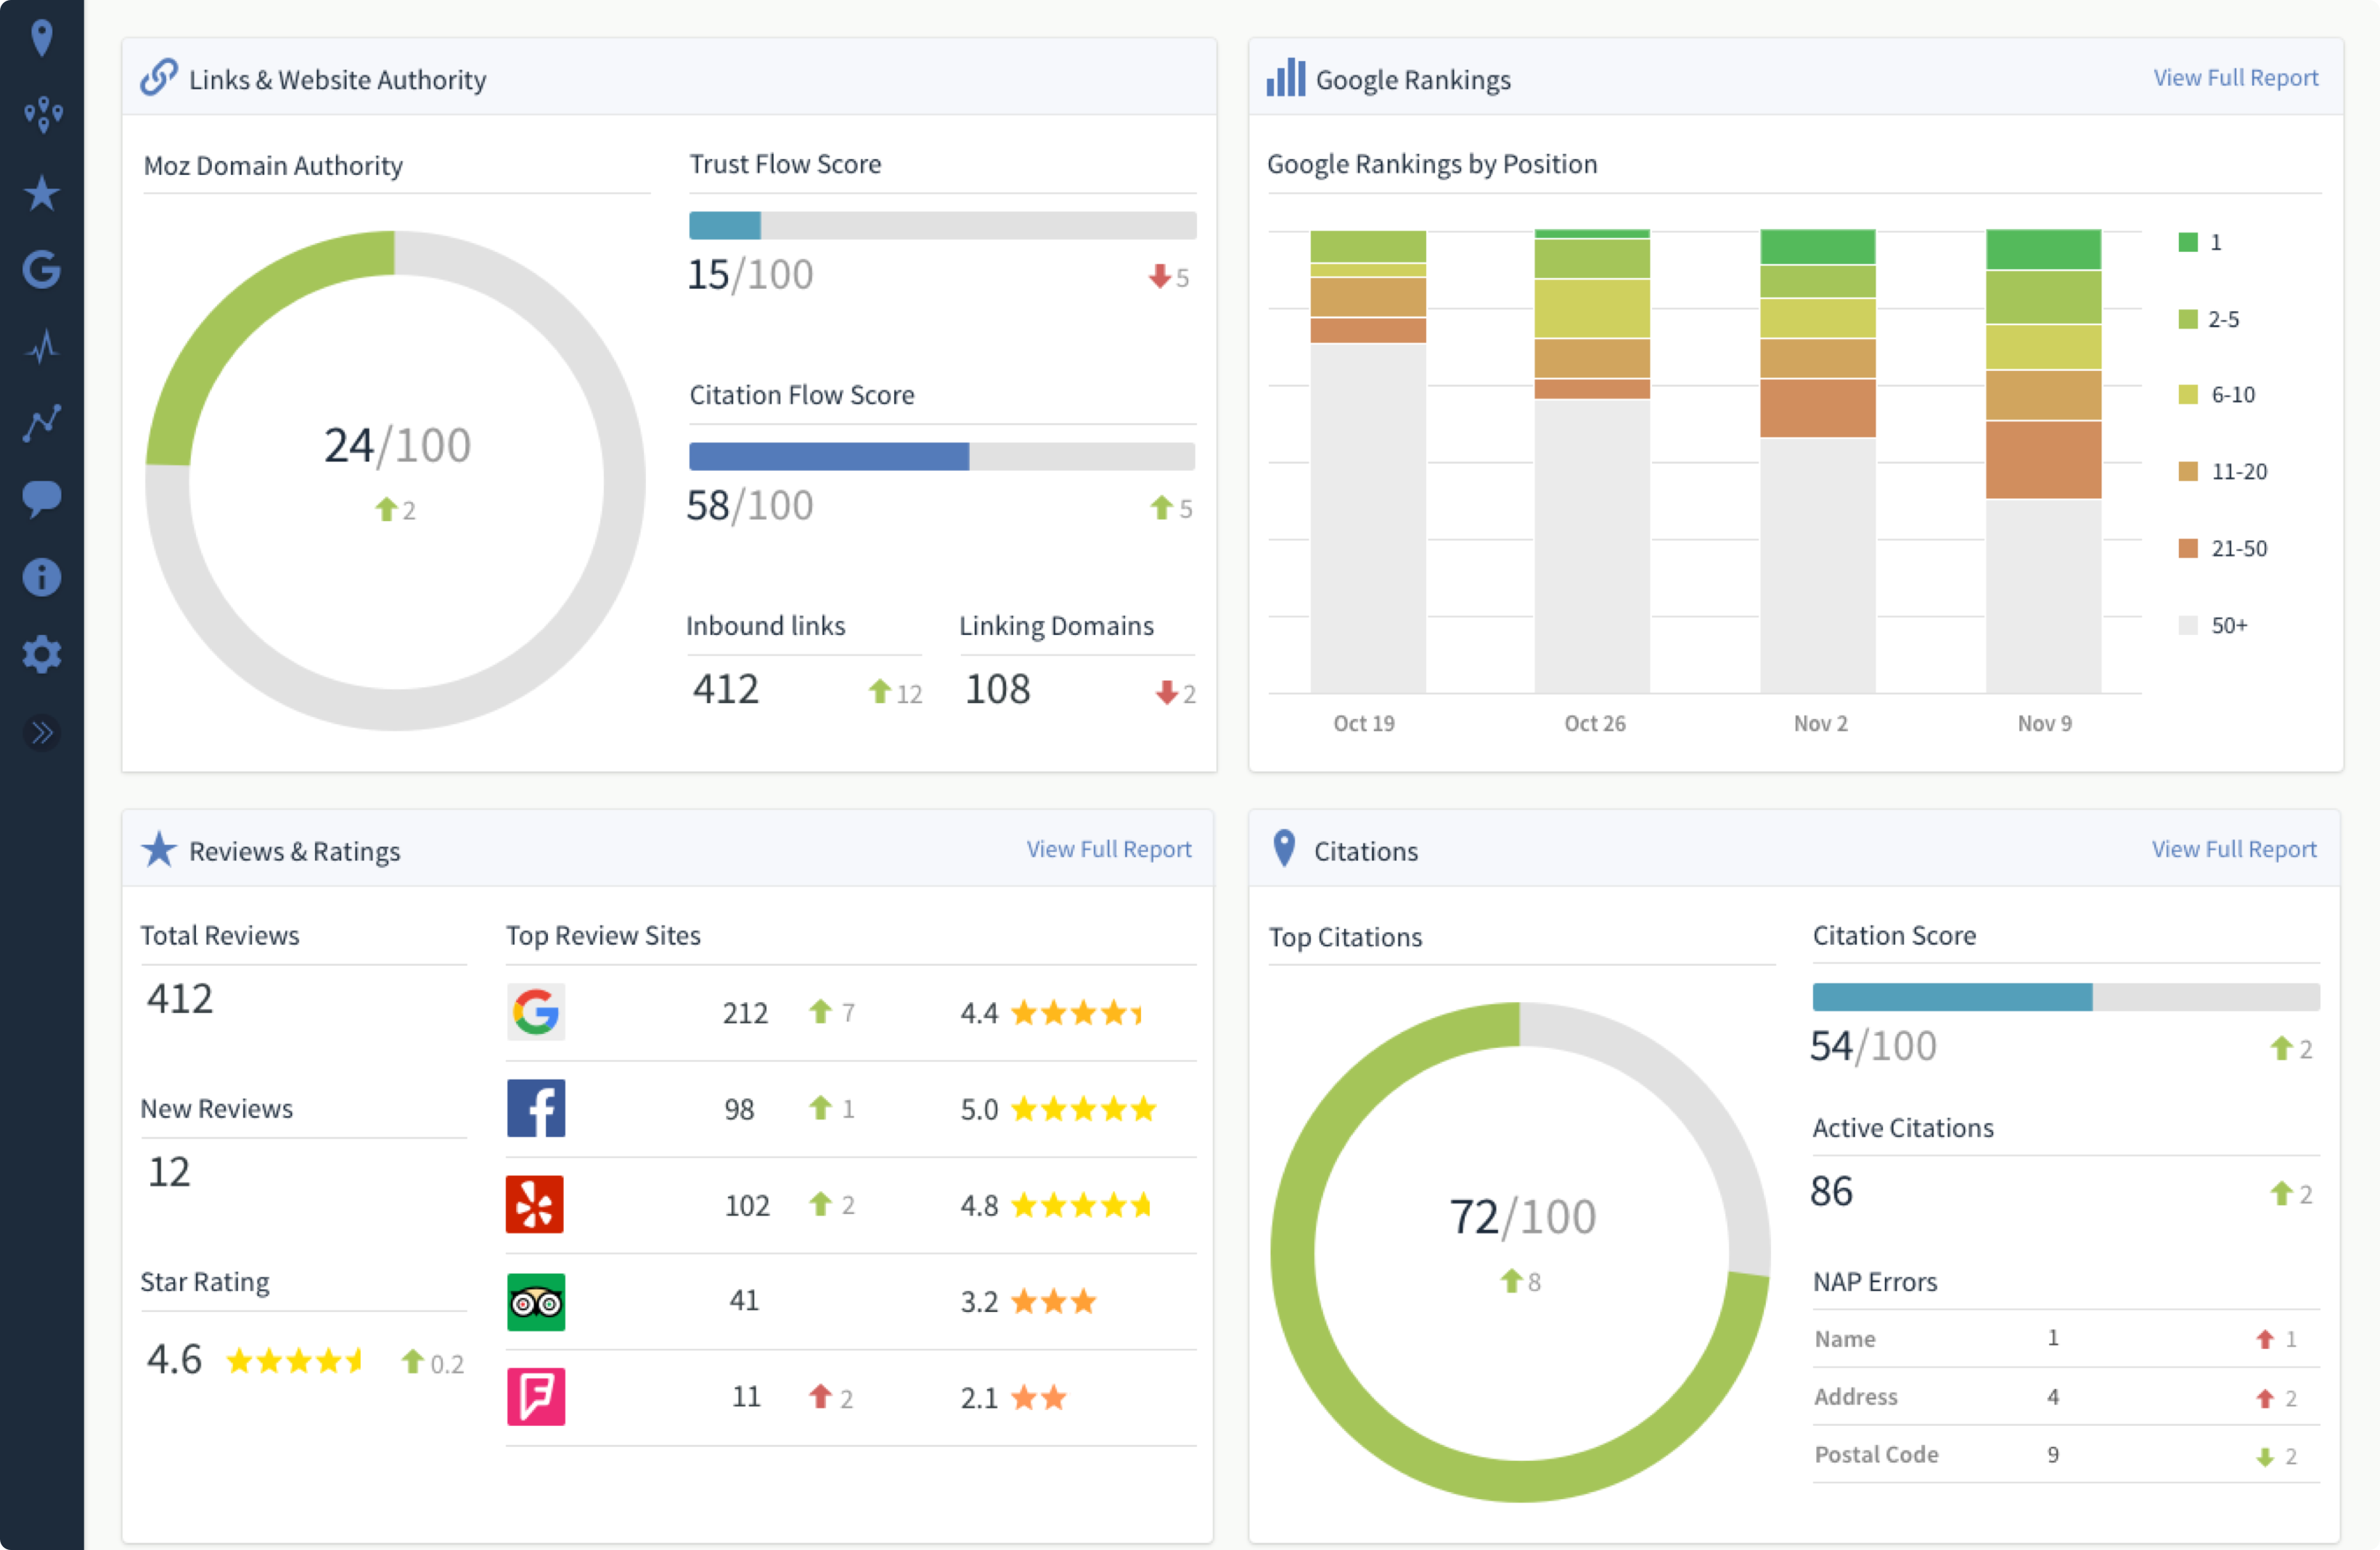 Links & Website Authority
Moz Domain Authority
24/100
2
Trust Flow Score
15/100
5
Citation Flow Score
58/100
5
Inbound links
412
12
Linking Domains
108
2
Google Rankings
View Full Report
Google Rankings by Position
1
2-5
6-10
11-20
21-50
50+
Oct 19
Oct 26
Nov 2
Nov 9
Reviews & Ratings
View Full Report
Total Reviews
412
New Reviews
12
Star Rating
4.6
0.2
Top Review Sites
212 7 4.4
98 1 5.0
102 2 4.8
41 3.2
11 2 2.1
Citations
View Full Report
Top Citations
72/100
8
Citation Score
54/100
2
Active Citations
86
2
NAP Errors
Name 1 1
Address 4 2
Postal Code 9 2